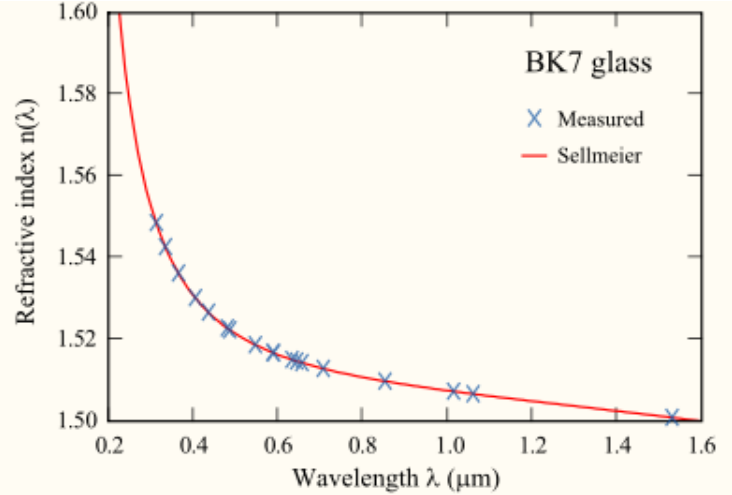 1.60
1.58
1.56
1.54
1.52
1.50
Refractive index n(λ)
BK7 glass
Measured
Sellmeier
0.2 0.4 0.6 0.8 1.0 1.2 1.4 1.6
Wavelength λ (μm)